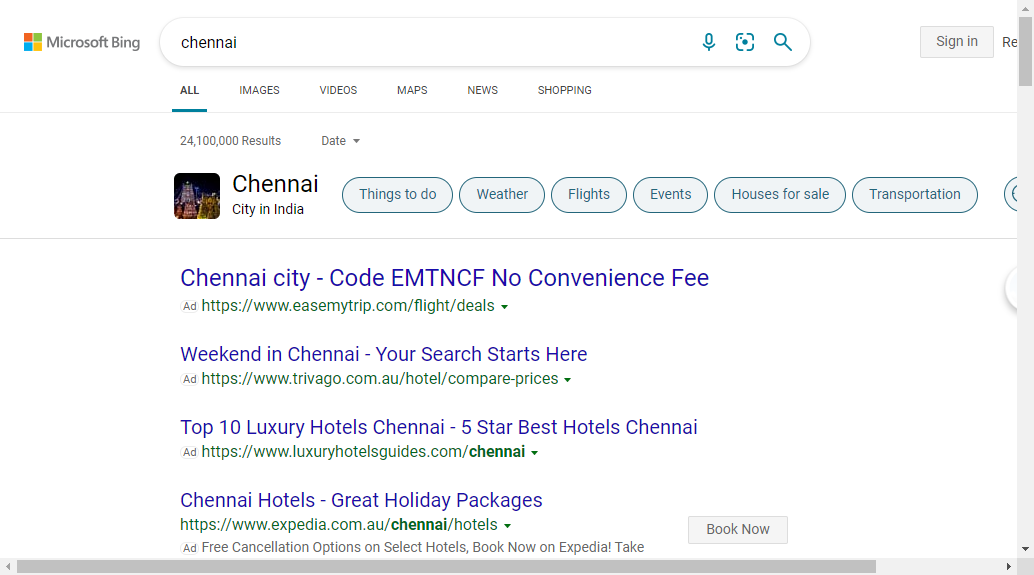 Microsoft Bing
chennai
Sign in
Re
ALL IMAGES VIDEOS MAPS NEWS SHOPPING
24,100,000 Results Date
Chennai
City in India
Things to do Weather Flights Events Houses for sale Transportation
Chennai city - Code EMTNCF No Convenience Fee
Ad https://www.easemytrip.com/flight/deals
Weekend in Chennai - Your Search Starts Here
Ad https://www.trivago.com.au/hotel/compare-prices
Top 10 Luxury Hotels Chennai - 5 Star Best Hotels Chennai
Ad https://www.luxuryhotelsguides.com/chennai
Chennai Hotels - Great Holiday Packages
https://www.expedia.com.au/chennai/hotels
Book Now
Ad Free Cancellation Options on Select Hotels, Book Now on Expedia! Take